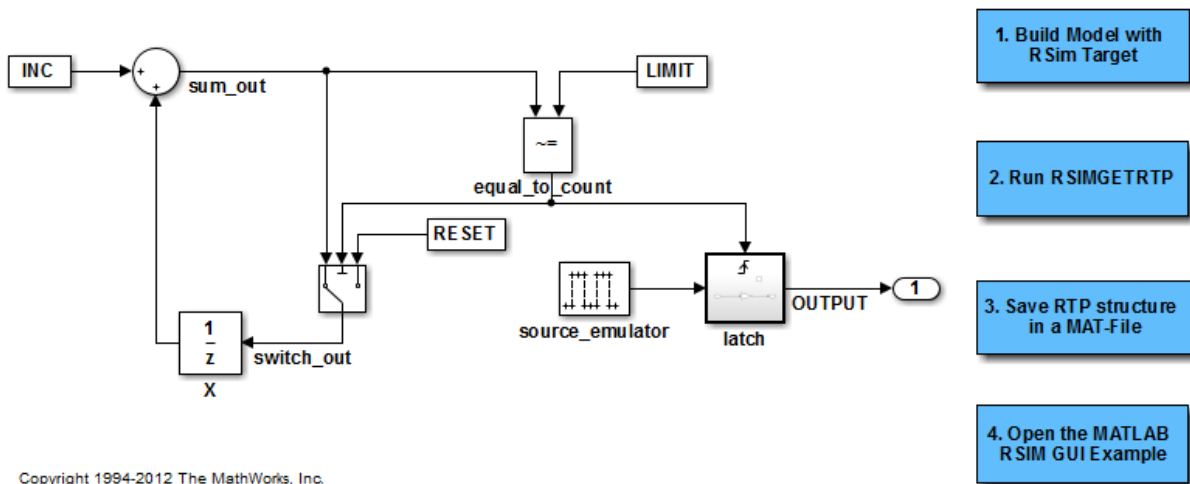 1. Build Model with
RSim Target
INC
+
+
sum_out
LIMIT
~=
equal_to_count
2. Run RSIMGETRTP
RESET
source_emulator
latch
OUTPUT
1
3. Save RTP structure
in a MAT-File
1
z
X
switch_out
4. Open the MATLAB
RSIM GUI Example
Copyright 1994-2012 The MathWorks, Inc.